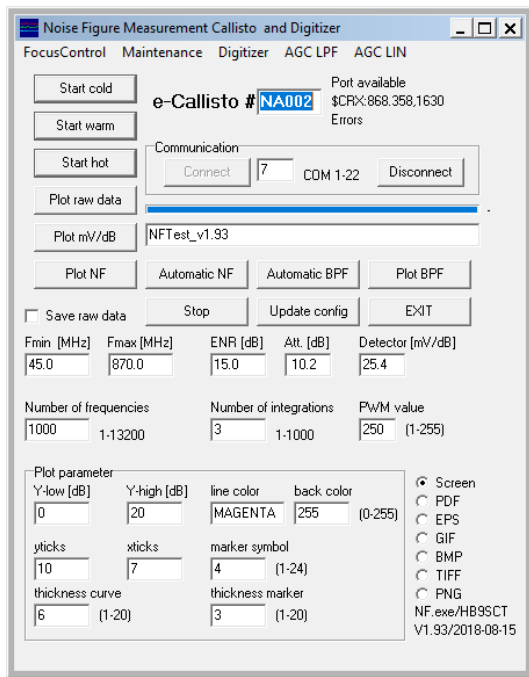 Noise Figure Measurement Callisto and Digitizer
FocusControl Maintenance Digitizer AGC LPF AGC LIN
Start cold
Start warm
Start hot
Plot raw data
Plot mV/dB
Plot NF
e-Callisto # NA002
Port available
$CRX:868.358,1630
Errors
Communication
Connect 7 COM 1-22 Disconnect
NFTest_v1.93
Automatic NF Automatic BPF Plot BPF
Save raw data Stop Update config EXIT
Fmin [MHz] Fmax [MHz] ENR [dB] Att. [dB] Detector [mV/dB]
45.0 870.0 15.0 10.2 25.4
Number of frequencies Number of integrations PWM value
1000 1-13200 3 1-1000 250 (1-255)
Plot parameter
Y-low [dB] Y-high [dB] line color back color
0 20 MAGENTA 255 (0-255)
yticks xticks marker symbol
10 7 4 (1-24)
thickness curve thickness marker
6 (1-20) 3 (1-20)
Screen
PDF
EPS
GIF
BMP
TIFF
PNG
NF.exe/HB9SCT
V1.93/2018-08-15